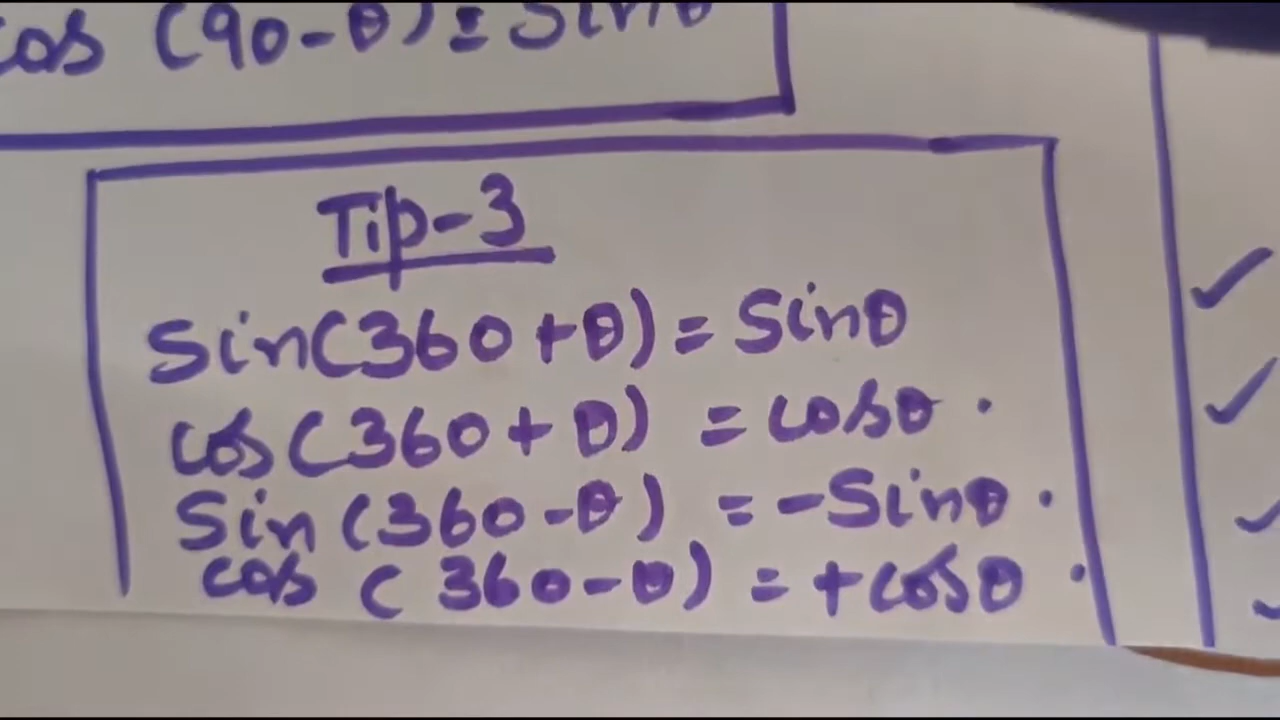 cos (90-θ) = Sinθ
Tip-3
Sin(360+θ) = Sinθ
cos(360+θ) = cosθ .
Sin (360-θ) = -Sinθ .
cos (360-θ) = +cosθ .